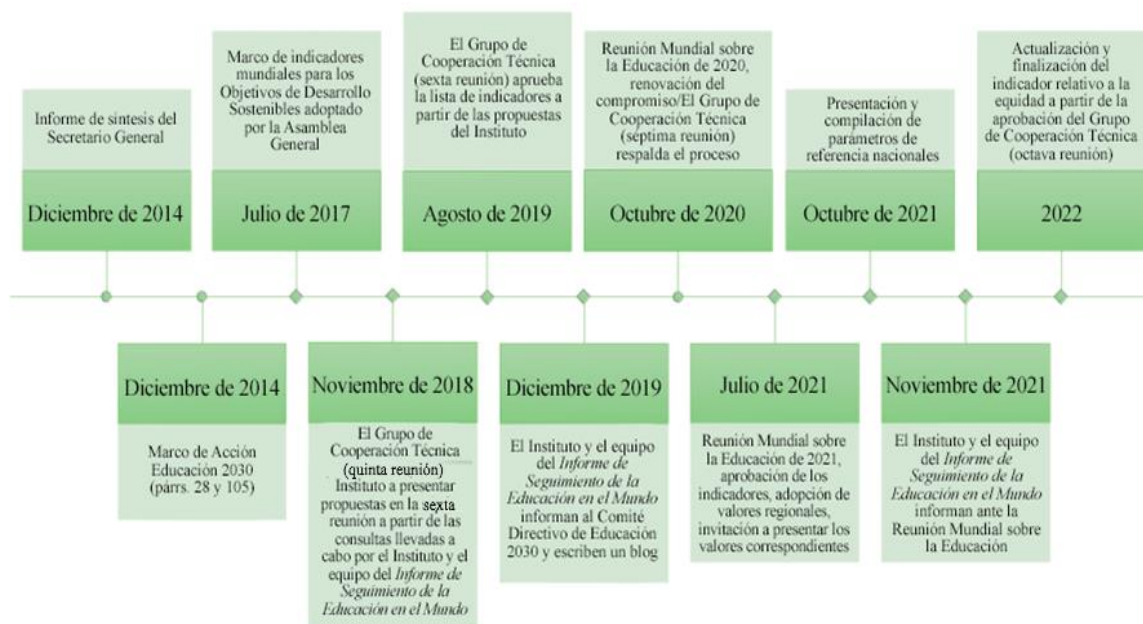 Informe de síntesis del
Secretario General
Diciembre de 2014
Marco de indicadores
mundiales para los
Objetivos de Desarrollo
Sostenibles adoptado
por la Asamblea
General
Julio de 2017
El Grupo de
Cooperación Técnica
(sexta reunión) aprueba
la lista de indicadores a
partir de las propuestas
del Instituto
Agosto de 2019
Reunión Mundial sobre
la Educación de 2020,
renovación del
compromiso/El Grupo de
Cooperación Técnica
(séptima reunión)
respalda el proceso
Octubre de 2020
Presentación y
compilación de
parámetros de
referencia nacionales
Octubre de 2021
Actualización y
finalización del
indicador relativo a la
equidad a partir de la
aprobación del Grupo
de Cooperación Técnica
(octava reunión)
2022
Diciembre de 2014
Marco de Acción
Educación 2030
(párrs. 28 y 105)
Noviembre de 2018
El Grupo de
Cooperación Técnica
(quinta reunión)
Instituto a presentar
propuestas en la sexta
reunión a partir de las
consultas llevadas a
cabo por el Instituto y el
equipo del Informe de
Seguimiento de la
Educación en el Mundo
Diciembre de 2019
El Instituto y el equipo
del Informe de
Seguimiento de la
Educación en el Mundo
informan al Comité
Directivo de Educación
2030 y escriben un blog
Julio de 2021
Reunión Mundial sobre
la Educación de 2021,
aprobación de los
indicadores, adopción de
valores regionales,
invitación a presentar los
valores correspondientes
Noviembre de 2021
El Instituto y el equipo
del Informe de
Seguimiento de la
Educación en el Mundo
informan ante la
Reunión Mundial sobre
la Educación